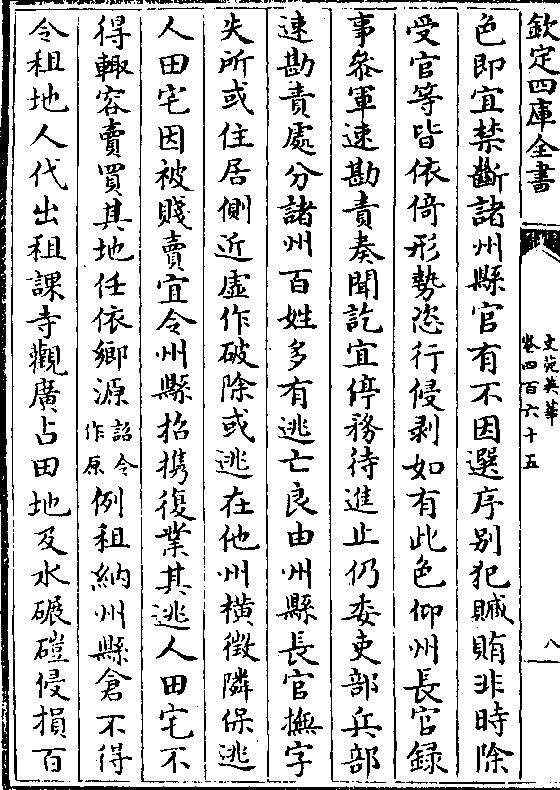 欽定四庫全書
文苑英華
卷四百六十五
八
色即宜禁斷諸州縣官有不因選序别犯贓賄非時除
受官等皆依倚形勢恣行侵剥如有此色仰州長官録
事叅軍速勘責奏聞訖宜停務待進止仍委吏部兵部
速勘責處分諸州百姓多有逃亡良由州縣長官撫字
失所或住居側近虚作破除或逃在他州横徵隣保逃
人田宅因被賤賣宜令州縣招携復業其逃人田宅不
得輙容賣買其地任依鄉源詔令作原例租納州縣倉不得
令租地人代出租課寺觀廣占田地及水碾磑侵損百